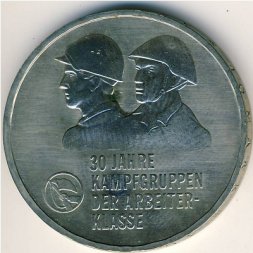 30 JAHRE
KAMPFGRUPPEN
DER ARBEITER-
KLASSE